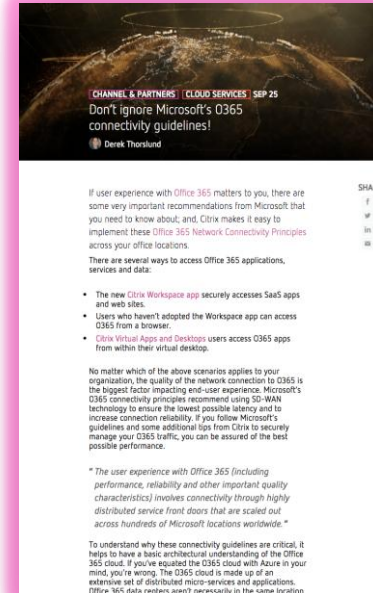 CHANNEL & PARTNERS CLOUD SERVICES SEP 25
Don't ignore Microsoft's O365
connectivity guidelines!
Derek Thorslund
SHA
If user experience with Office 365 matters to you, there are
some very important recommendations from Microsoft that
you need to know about; and, Citrix makes it easy to
implement these Office 365 Network Connectivity Principles
across your office locations.
There are several ways to access Office 365 applications,
services and data:
• The new Citrix Workspace app securely accesses SaaS apps
and web sites.
• Users who haven't adopted the Workspace app can access
O365 from a browser.
• Citrix Virtual Apps and Desktops users access O365 apps
from within their virtual desktop.
No matter which of the above scenarios applies to your
organization, the quality of the network connection to O365 is
the biggest factor impacting end-user experience. Microsoft's
O365 connectivity principles recommend using SD-WAN
technology to ensure the lowest possible latency and to
increase connection reliability. If you follow Microsoft's
guidelines and some additional tips from Citrix to securely
manage your O365 traffic, you can be assured of the best
possible performance.
" The user experience with Office 365 (including
performance, reliability and other important quality
characteristics) involves connectivity through highly
distributed service front doors that are scaled out
across hundreds of Microsoft locations worldwide."
To understand why these connectivity guidelines are critical, it
helps to have a basic architectural understanding of the Office
365 cloud. If you've equated the O365 cloud with Azure in your
mind, you're wrong. The O365 cloud is made up of an
extensive set of distributed micro-services and applications.
Office 365 data centers aren't necessarily in the same location